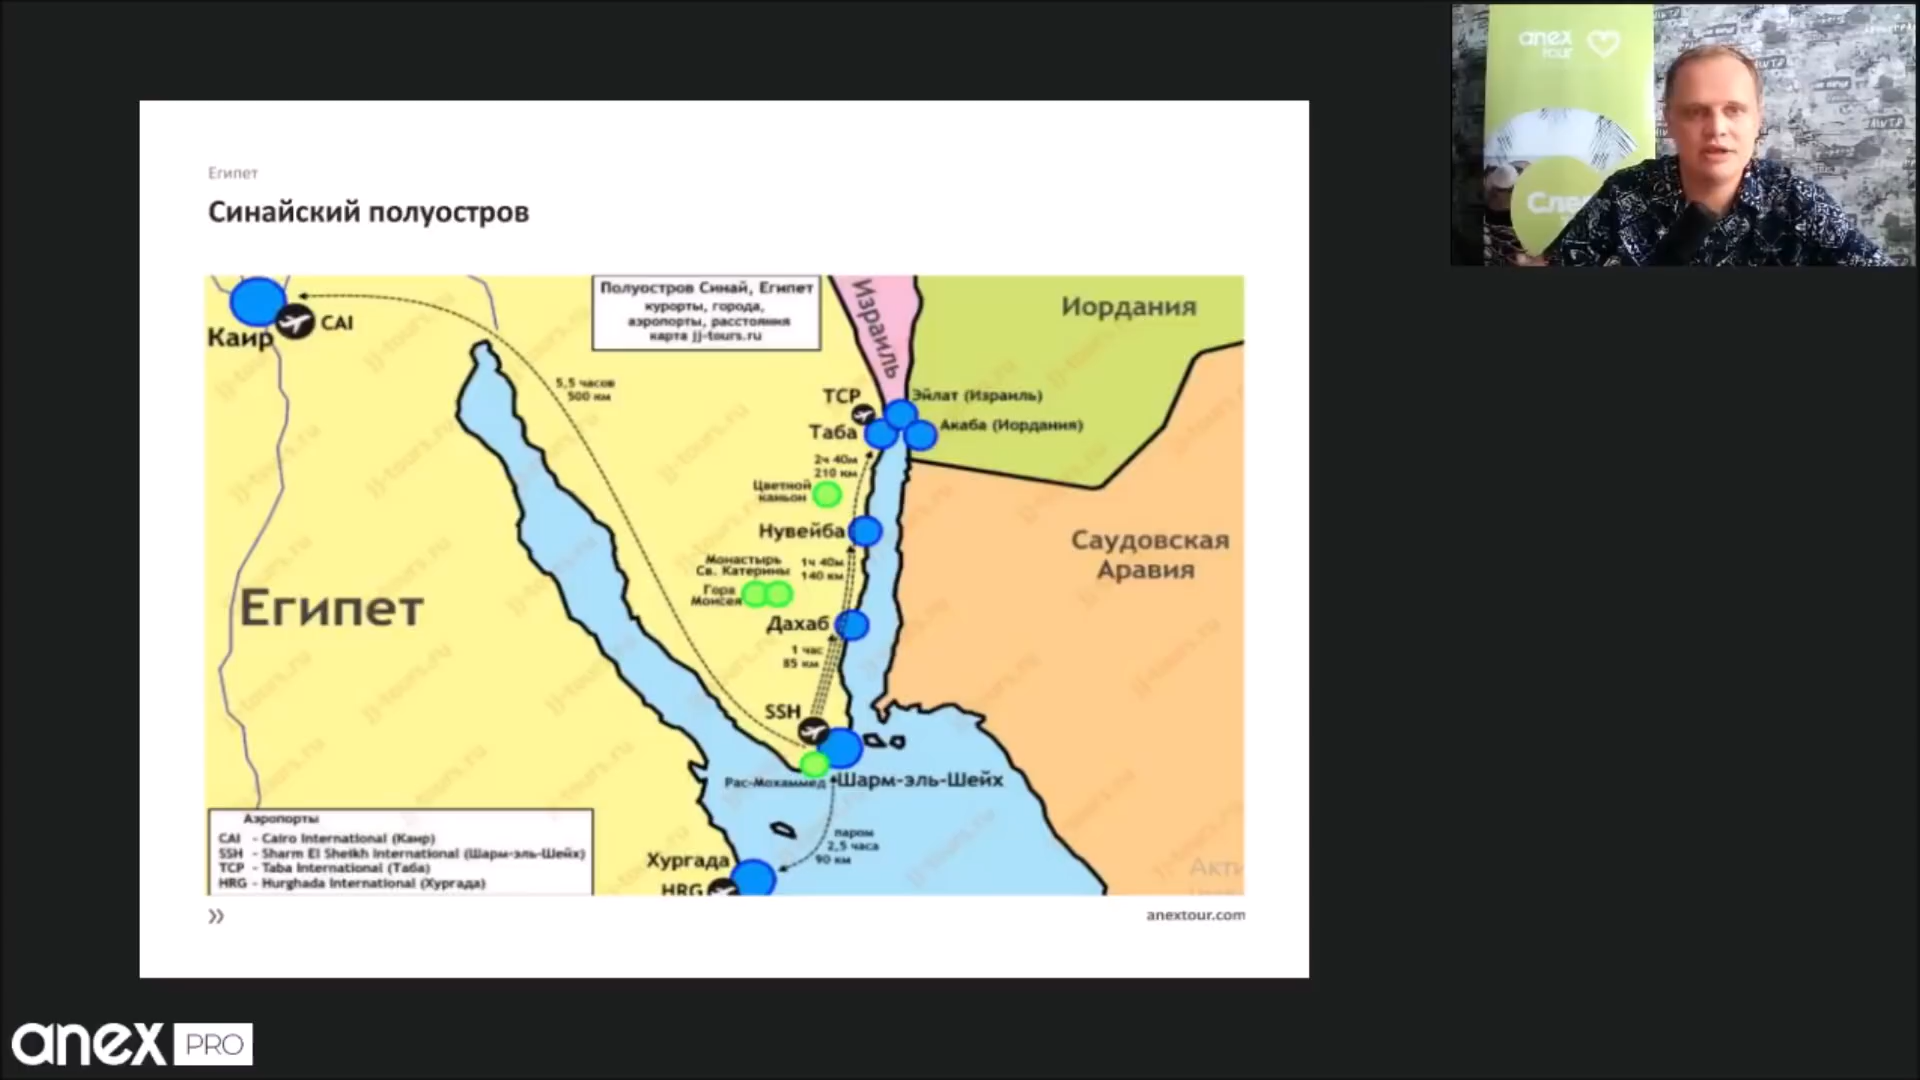 Египет
Синайский полуостров
Полуостров Синай, Египет
курорты, города,
аэропорты, расстояния
карта jj-tours.ru
Каир
CAI
5,5 часов
500 км
Израиль
Иордания
TCP
Эйлат (Израиль)
Таба
Акаба (Иордания)
2ч 40м
210 км
Цветной
каньон
Нувейба
Монастырь
Св. Катерины
1ч 40м
140 км
Гора
Моисея
Саудовская
Аравия
Египет
Дахаб
1 час
85 км
SSH
Рас-Мохаммед
Шарм-эль-Шейх
паром
2,5 часа
90 км
Хургада
HRG
Аэропорты
CAI - Cairo International (Каир)
SSH - Sharm El Sheikh International (Шарм-эль-Шейх)
TCP - Taba International (Таба)
HRG - Hurghada International (Хургада)
»
anextour.com
anex PRO
anex
tour